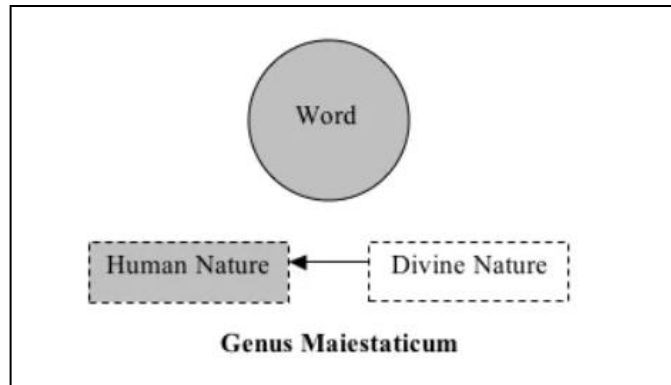 Word
Human Nature
Divine Nature
Genus Maiestaticum